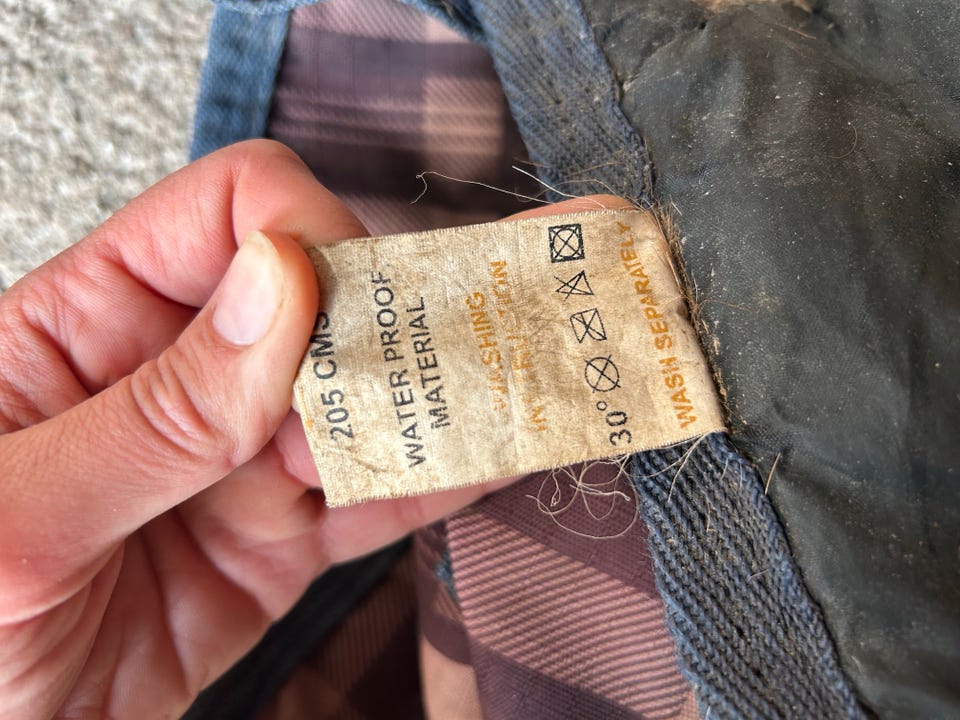 205 CMS
WATER PROOF
MATERIAL
WASHING
30°
WASH SEPARATELY